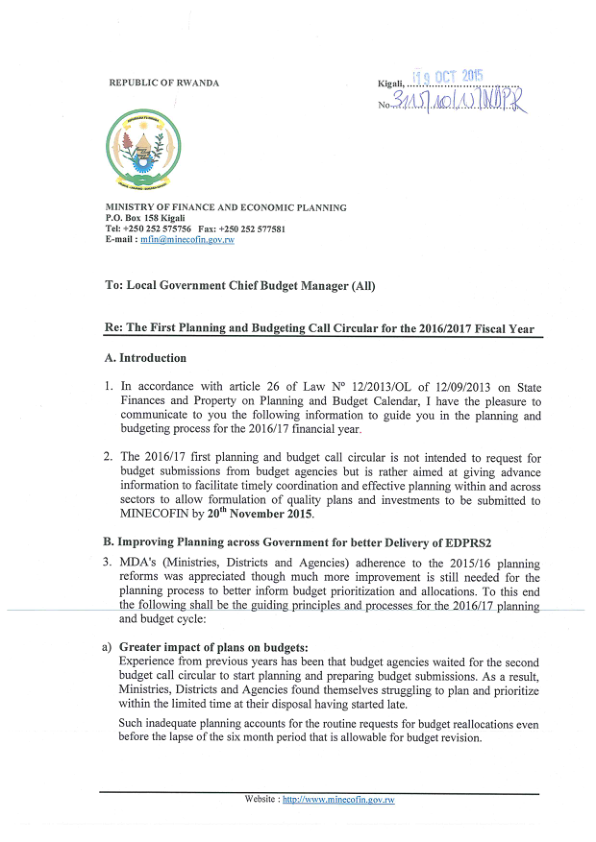 REPUBLIC OF RWANDA
Kigali, 19 OCT 2015
No
MINISTRY OF FINANCE AND ECONOMIC PLANNING
P.O. Box 158 Kigali
Tel: +250 252 575756 Fax: +250 252 577581
E-mail : mfin@minecofin.gov.rw
To: Local Government Chief Budget Manager (All)
Re: The First Planning and Budgeting Call Circular for the 2016/2017 Fiscal Year
A. Introduction
1. In accordance with article 26 of Law Nº 12/2013/OL of 12/09/2013 on State
Finances and Property on Planning and Budget Calendar, I have the pleasure to
communicate to you the following information to guide you in the planning and
budgeting process for the 2016/17 financial year.
2. The 2016/17 first planning and budget call circular is not intended to request for
budget submissions from budget agencies but is rather aimed at giving advance
information to facilitate timely coordination and effective planning within and across
sectors to allow formulation of quality plans and investments to be submitted to
MINECOFIN by 20th November 2015.
B. Improving Planning across Government for better Delivery of EDPRS2
3. MDA's (Ministries, Districts and Agencies) adherence to the 2015/16 planning
reforms was appreciated though much more improvement is still needed for the
planning process to better inform budget prioritization and allocations. To this end
the following shall be the guiding principles and processes for the 2016/17 planning
and budget cycle:
a) Greater impact of plans on budgets:
Experience from previous years has been that budget agencies waited for the second
budget call circular to start planning and preparing budget submissions. As a result,
Ministries, Districts and Agencies found themselves struggling to plan and prioritize
within the limited time at their disposal having started late.
Such inadequate planning accounts for the routine requests for budget reallocations even
before the lapse of the six month period that is allowable for budget revision.
Website : http://www.minecofin.gov.rw